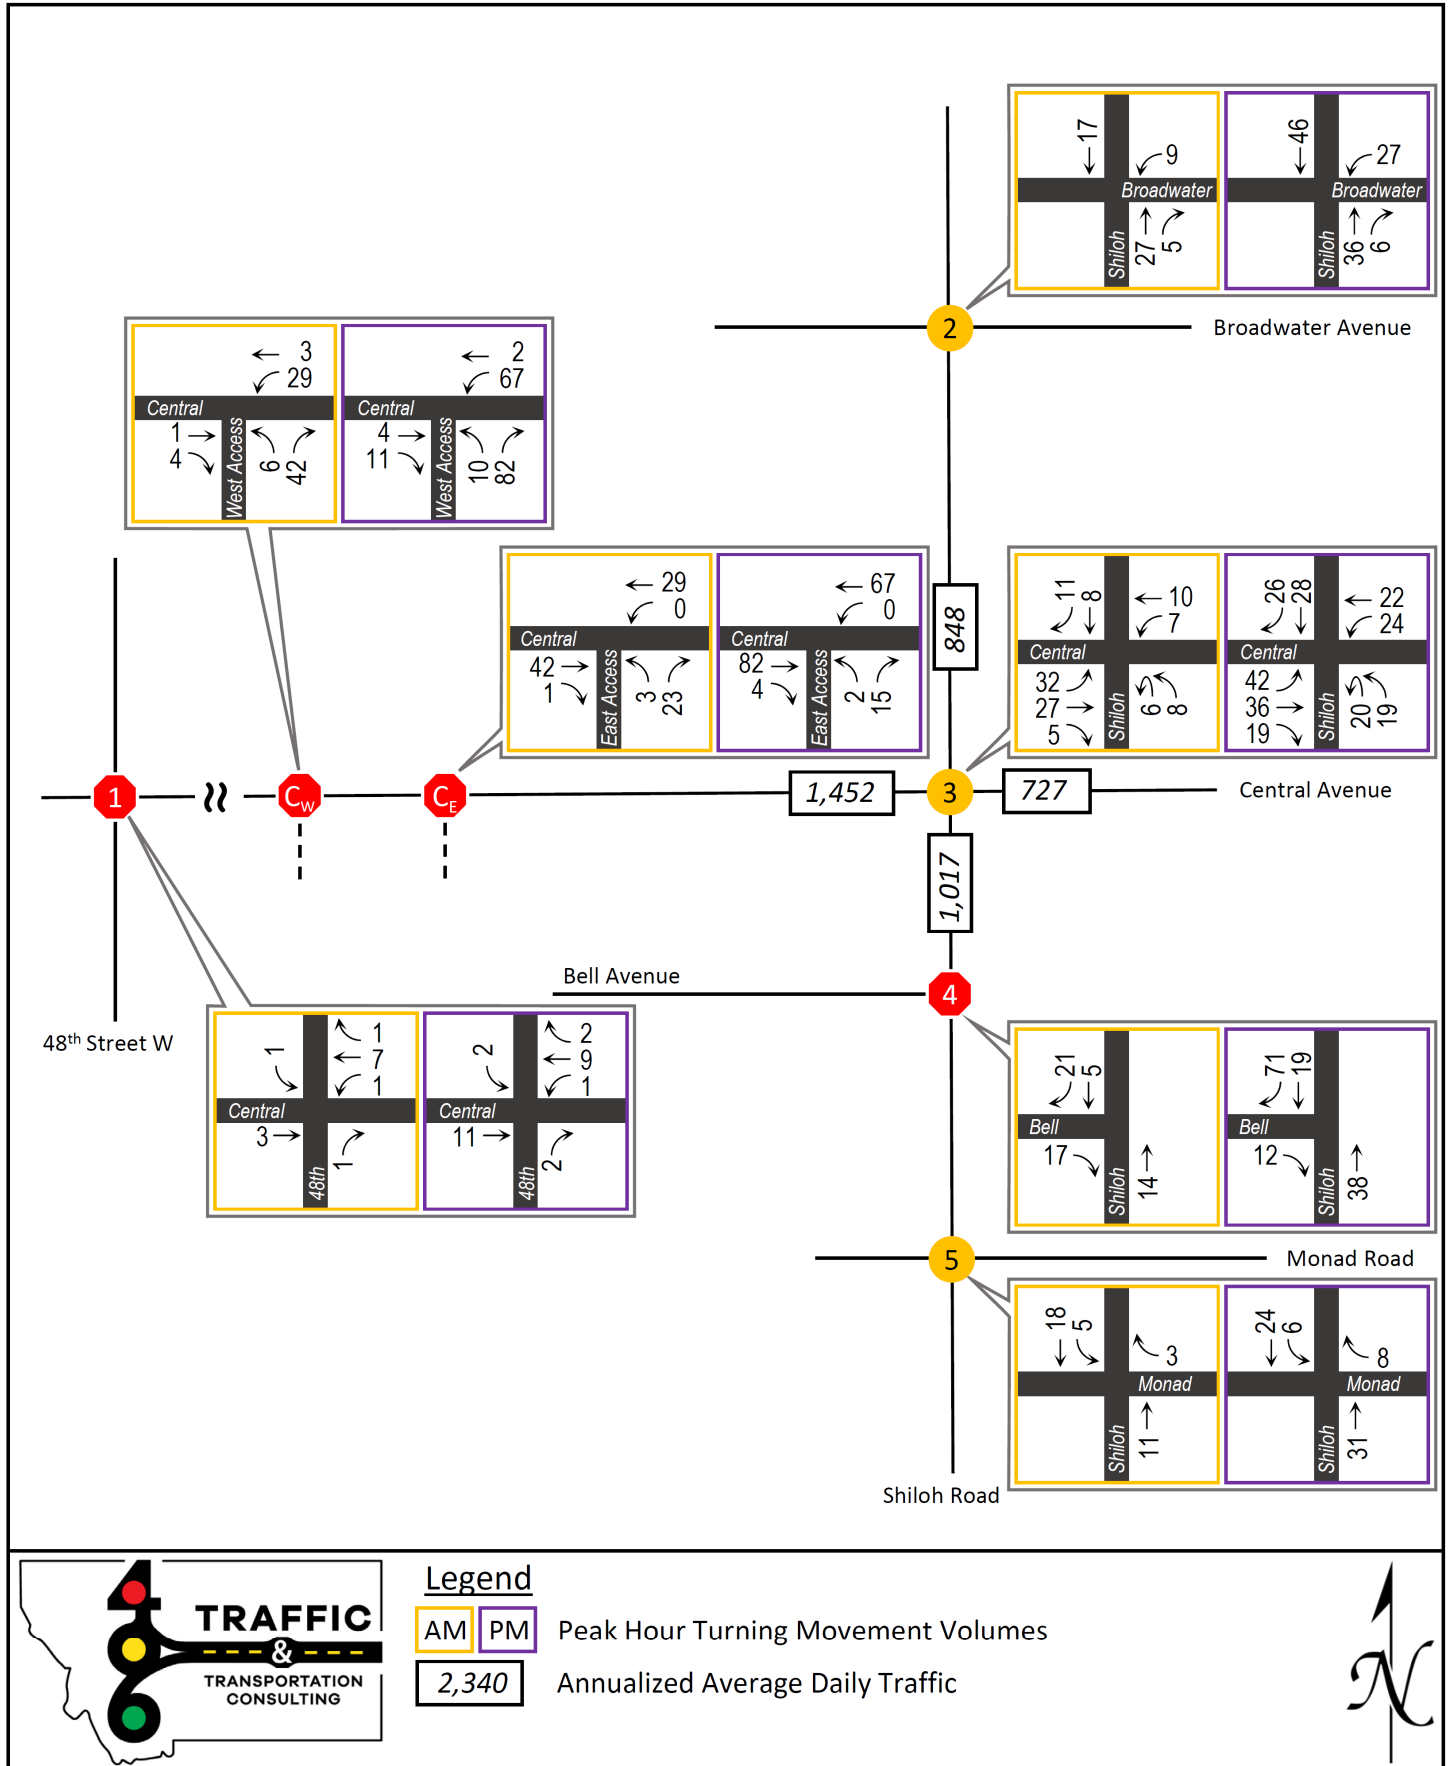 17
9
Broadwater
Shiloh
27
5
46
27
Broadwater
Shiloh
36
6
2
Broadwater Avenue
3
29
Central
1
4
West Access
6
42
2
67
Central
4
11
West Access
10
82
29
0
Central
42
1
East Access
3
23
67
0
Central
82
4
East Access
2
15
848
11
8
10
7
Central
32
27
5
Shiloh
6
8
26
28
22
24
Central
42
36
19
Shiloh
20
19
1
CW
CE
1,452
3
727
Central Avenue
1,017
Bell Avenue
4
48th Street W
1
1
7
1
Central
3
48th
1
2
2
9
1
Central
11
48th
2
21
5
Bell
17
Shiloh
14
71
19
Bell
12
Shiloh
38
5
Monad Road
18
5
3
Monad
Shiloh
11
24
6
8
Monad
Shiloh
31
Shiloh Road
406
TRAFFIC
&
TRANSPORTATION
CONSULTING
Legend
AM PM Peak Hour Turning Movement Volumes
2,340 Annualized Average Daily Traffic
N